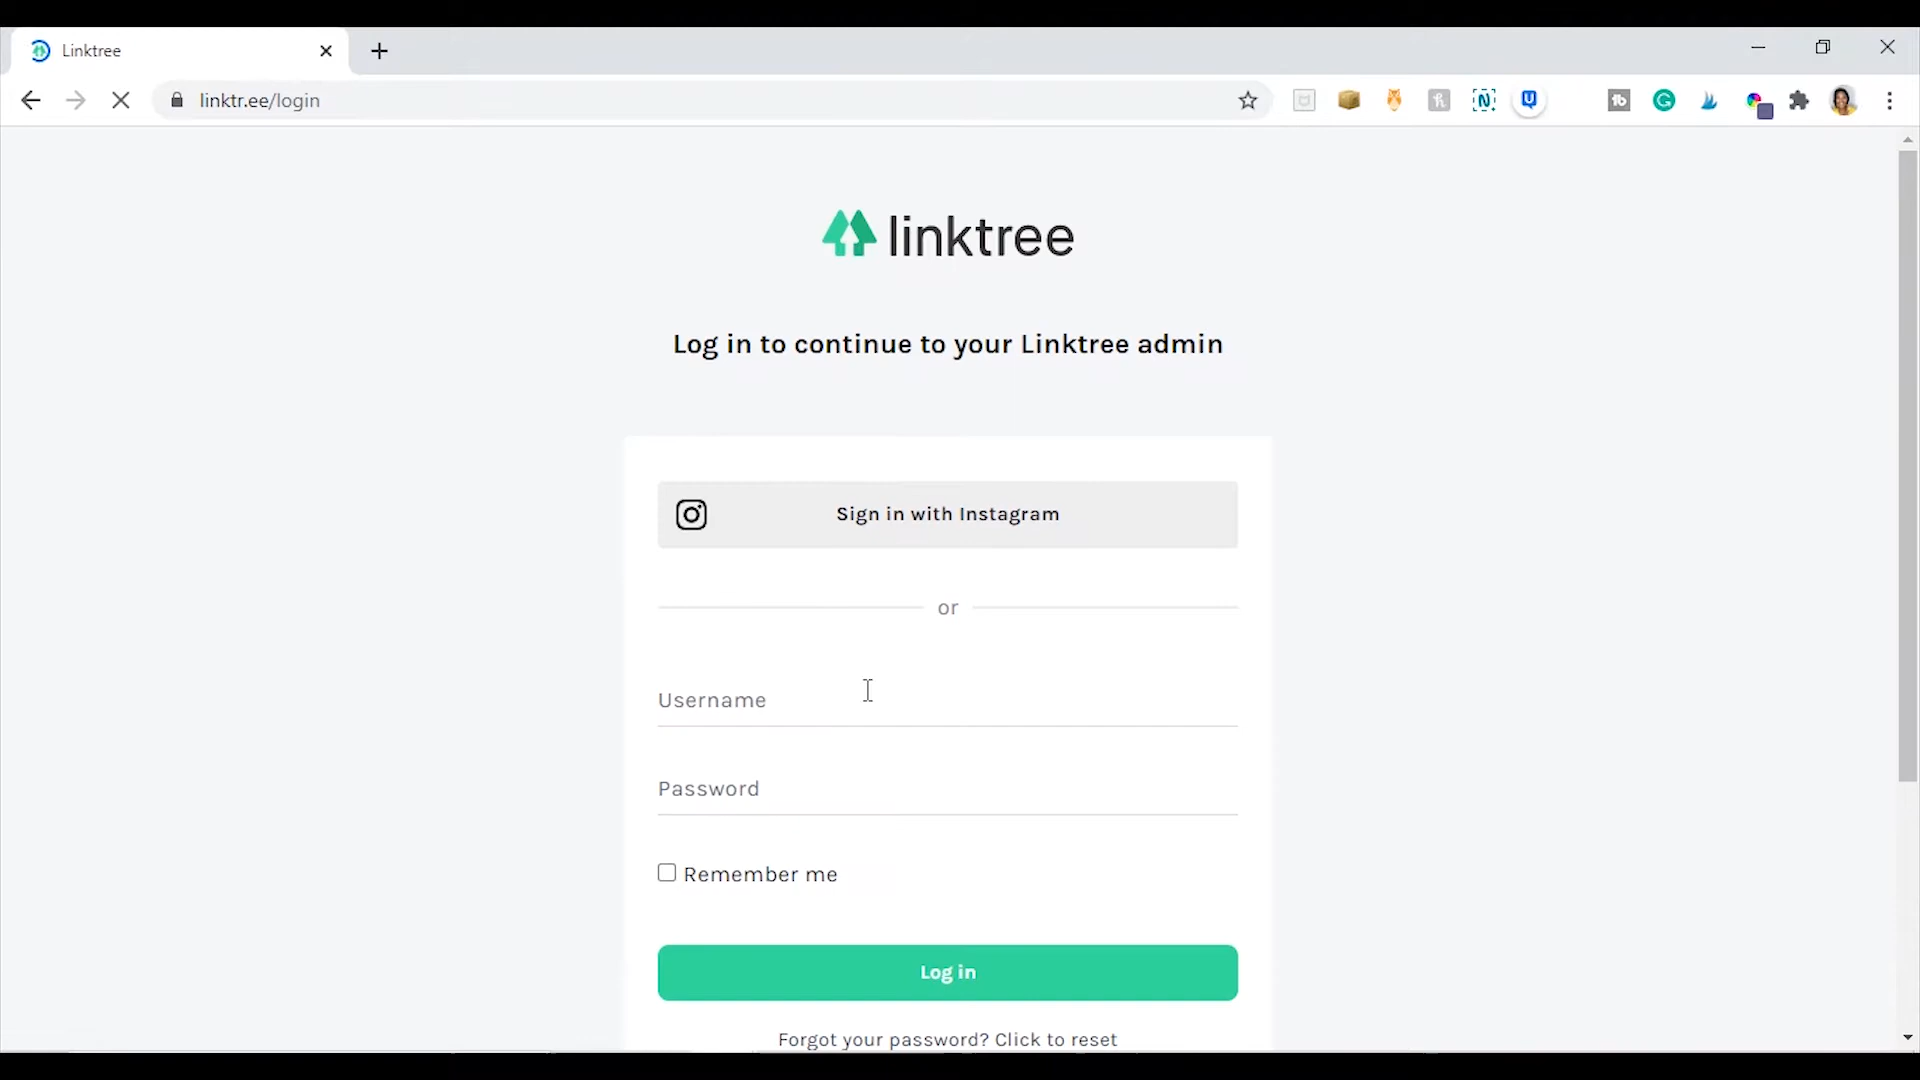 Linktree
linktr.ee/login
linktree
Log in to continue to your Linktree admin
Sign in with Instagram
or
Username
Password
Remember me
Log in
Forgot your password? Click to reset